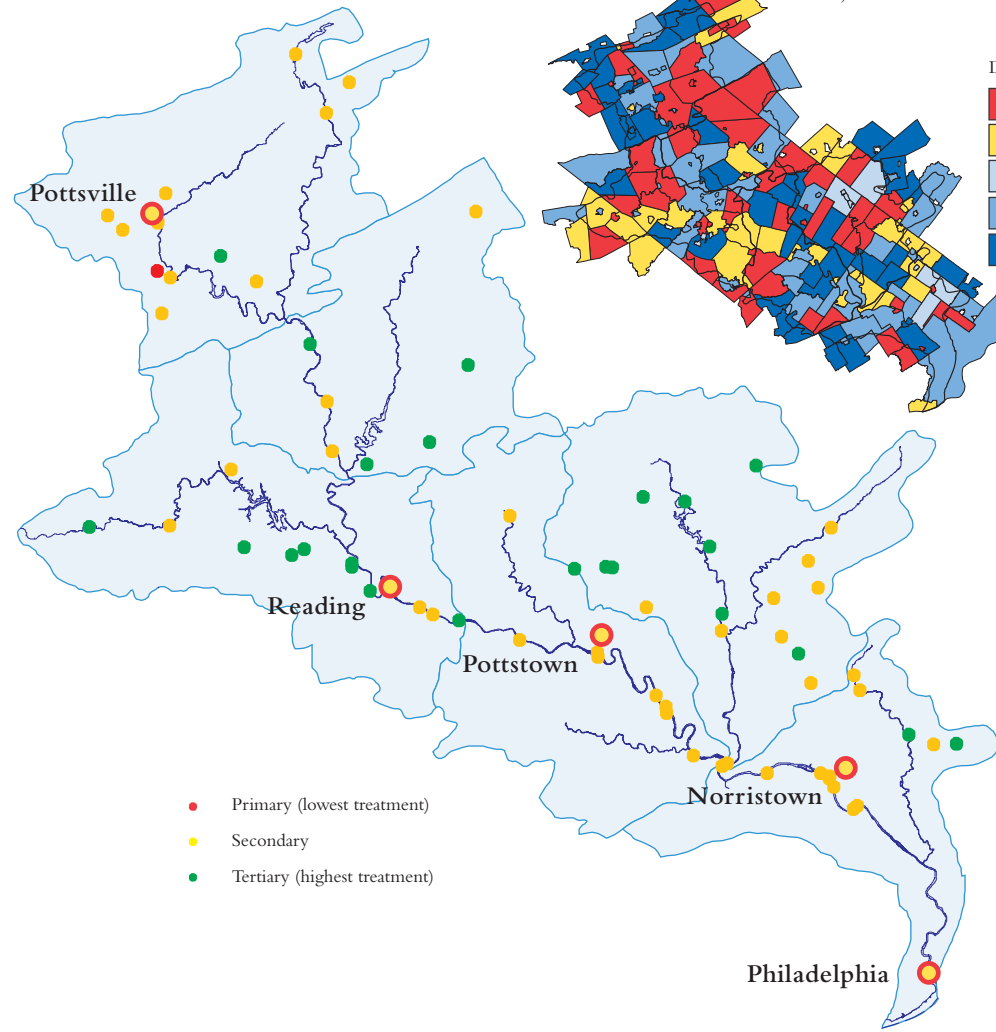 Pottsville
Reading
Pottstown
Norristown
Primary (lowest treatment)
Secondary
Tertiary (highest treatment)
Philadelphia